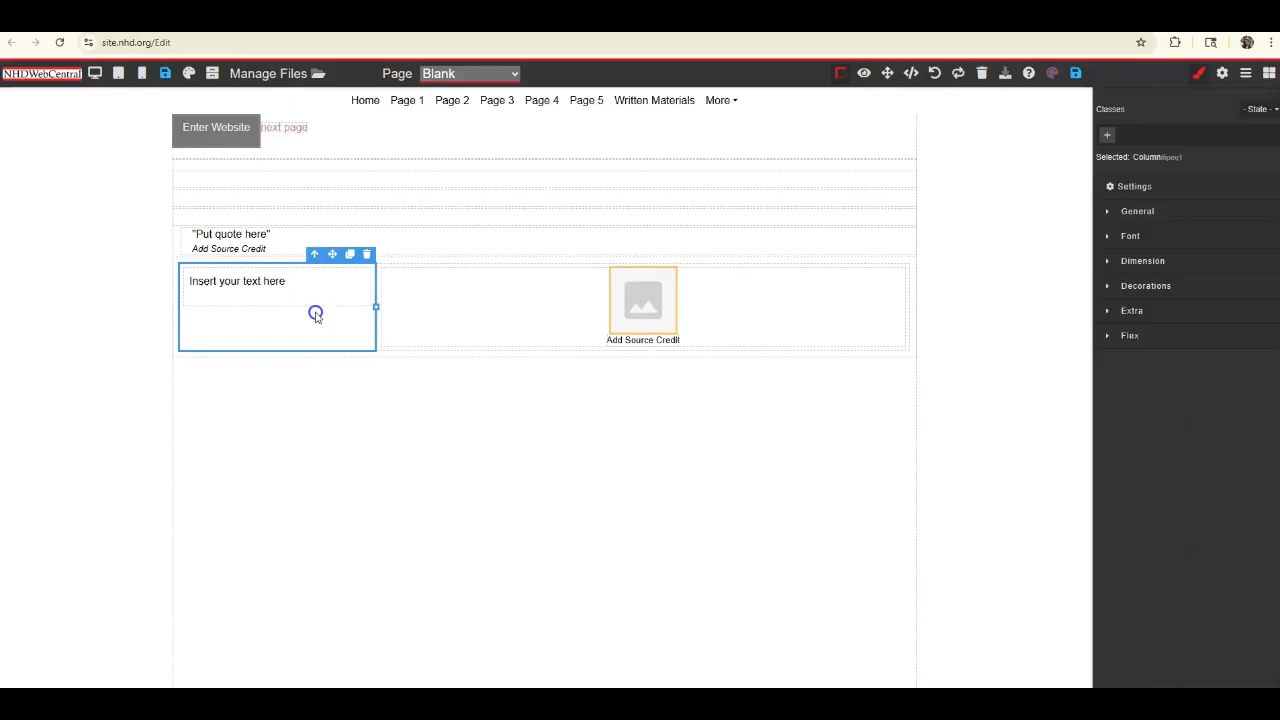 site.nhd.org/Edit
NHDWebCentral Manage Files Page Blank
Home Page 1 Page 2 Page 3 Page 4 Page 5 Written Materials More
Classes - State -
Enter Website next page
+
Selected: Column#ipeq1
Settings
General
"Put quote here"
Font
Add Source Credit
Dimension
Insert your text here
Decorations
Extra
Flex
Add Source Credit